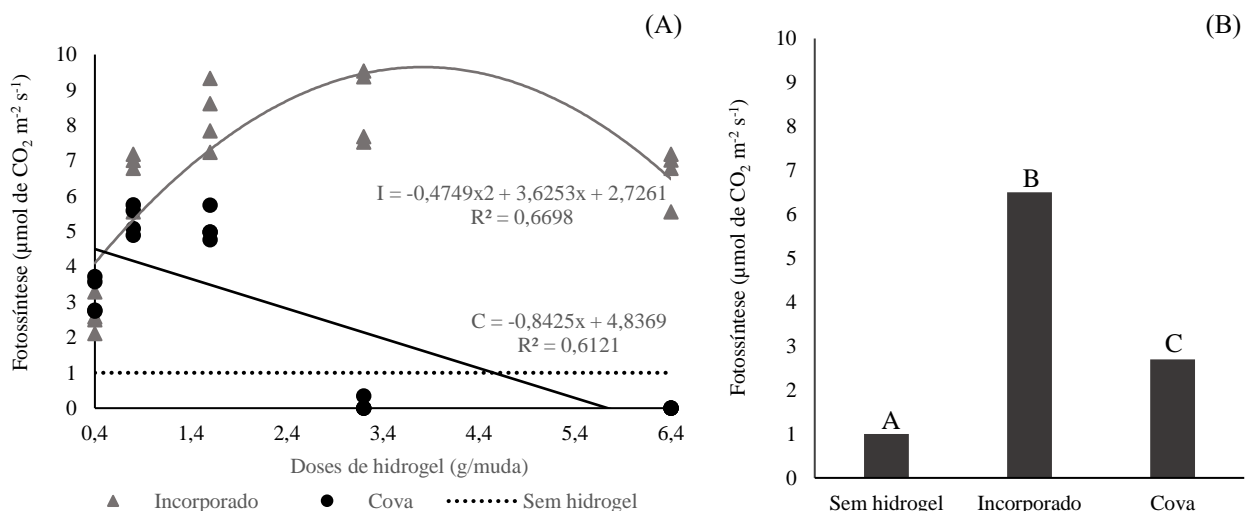 (A)
Fotossíntese (µmol de CO₂ m⁻² s⁻¹)
10
9
8
7
6
5
4
3
2
1
0
I = -0,4749x2 + 3,6253x + 2,7261
R² = 0,6698
C = -0,8425x + 4,8369
R² = 0,6121
0,4 1,4 2,4 3,4 4,4 5,4 6,4
Doses de hidrogel (g/muda)
Incorporado Cova Sem hidrogel
(B)
Fotossíntese (µmol de CO₂ m⁻² s⁻¹)
10
9
8
7
6
5
4
3
2
1
0
A
B
C
Sem hidrogel Incorporado Cova